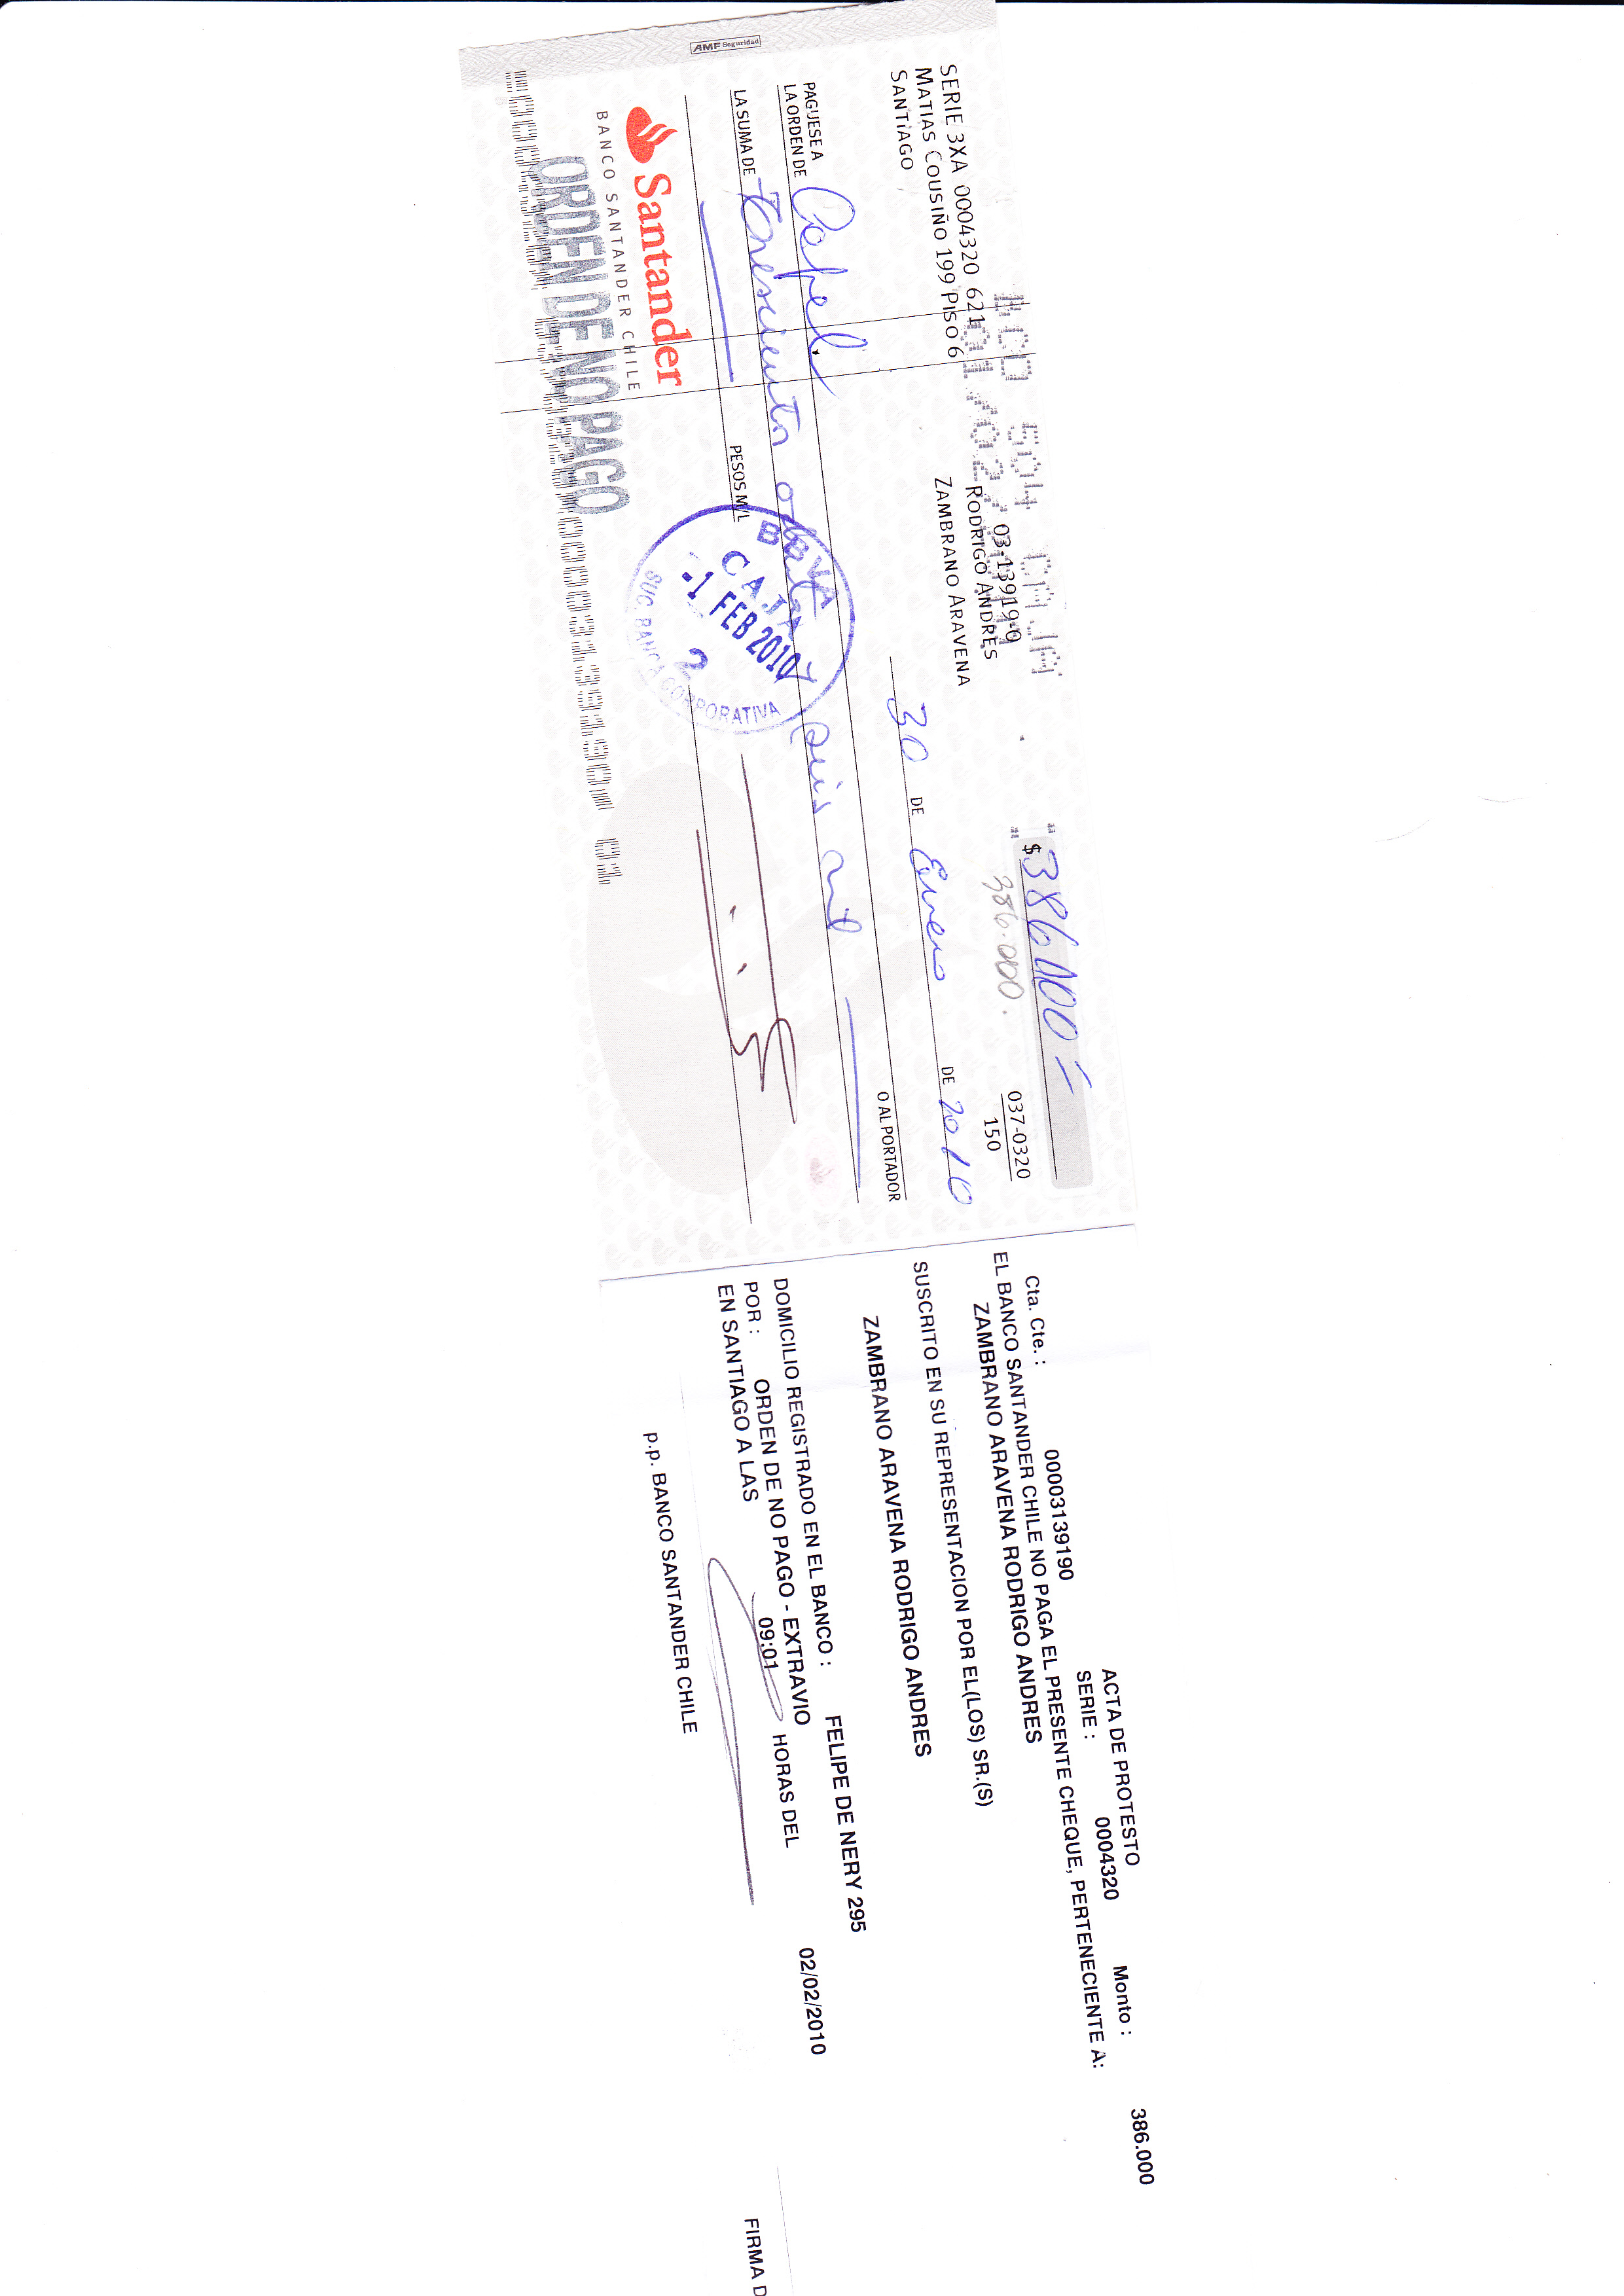 AMF Seguridad
SERIE 3XA 0004320 621
MATIAS COUSIÑO 199 PISO 6
SANTIAGO
03-13919-0
RODRIGO ANDRES
ZAMBRANO ARAVENA
$ 386.000=
386.000.
037-0320
150
30 DE Enero DE 2010
PAGUESE A
LA ORDEN DE Copel
O AL PORTADOR
LA SUMA DE Trescientos ochenta y seis mil
PESOS M/L
BBVA
CAJA
-1 FEB 2010
2
SUC. BANCA CORPORATIVA
Santander
BANCO SANTANDER CHILE
ORDEN DE NO PAGO
ACTA DE PROTESTO
Cta. Cte. : 00003139190 SERIE : 0004320 Monto : 386.000
EL BANCO SANTANDER CHILE NO PAGA EL PRESENTE CHEQUE, PERTENECIENTE A:
ZAMBRANO ARAVENA RODRIGO ANDRES
SUSCRITO EN SU REPRESENTACION POR EL(LOS) SR.(S)
ZAMBRANO ARAVENA RODRIGO ANDRES
DOMICILIO REGISTRADO EN EL BANCO : FELIPE DE NERY 295
POR : ORDEN DE NO PAGO - EXTRAVIO
EN SANTIAGO A LAS 09:01 HORAS DEL 02/02/2010
p.p. BANCO SANTANDER CHILE
FIRMA D